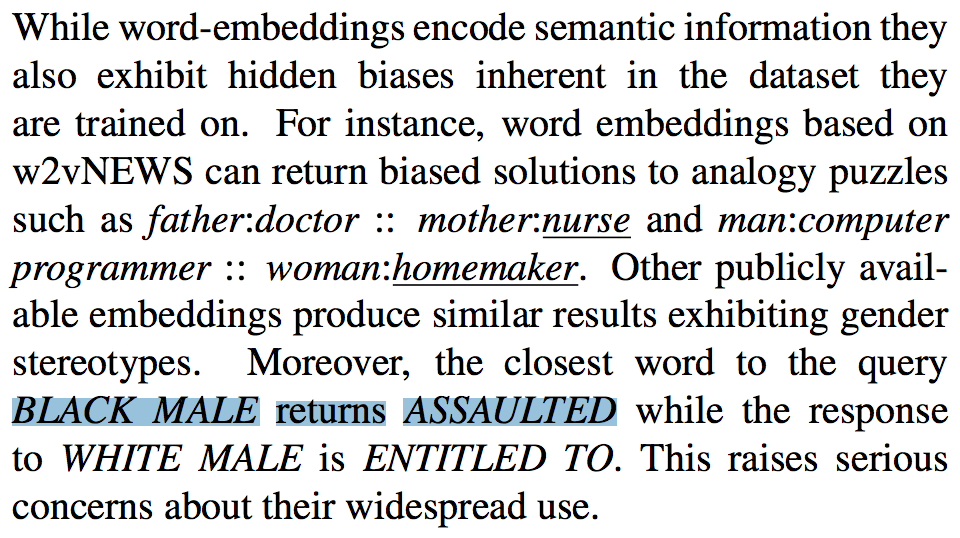 While word-embeddings encode semantic information they
also exhibit hidden biases inherent in the dataset they
are trained on. For instance, word embeddings based on
w2vNEWS can return biased solutions to analogy puzzles
such as father:doctor :: mother:nurse and man:computer
programmer :: woman:homemaker. Other publicly avail-
able embeddings produce similar results exhibiting gender
stereotypes. Moreover, the closest word to the query
BLACK MALE returns ASSAULTED while the response
to WHITE MALE is ENTITLED TO. This raises serious
concerns about their widespread use.